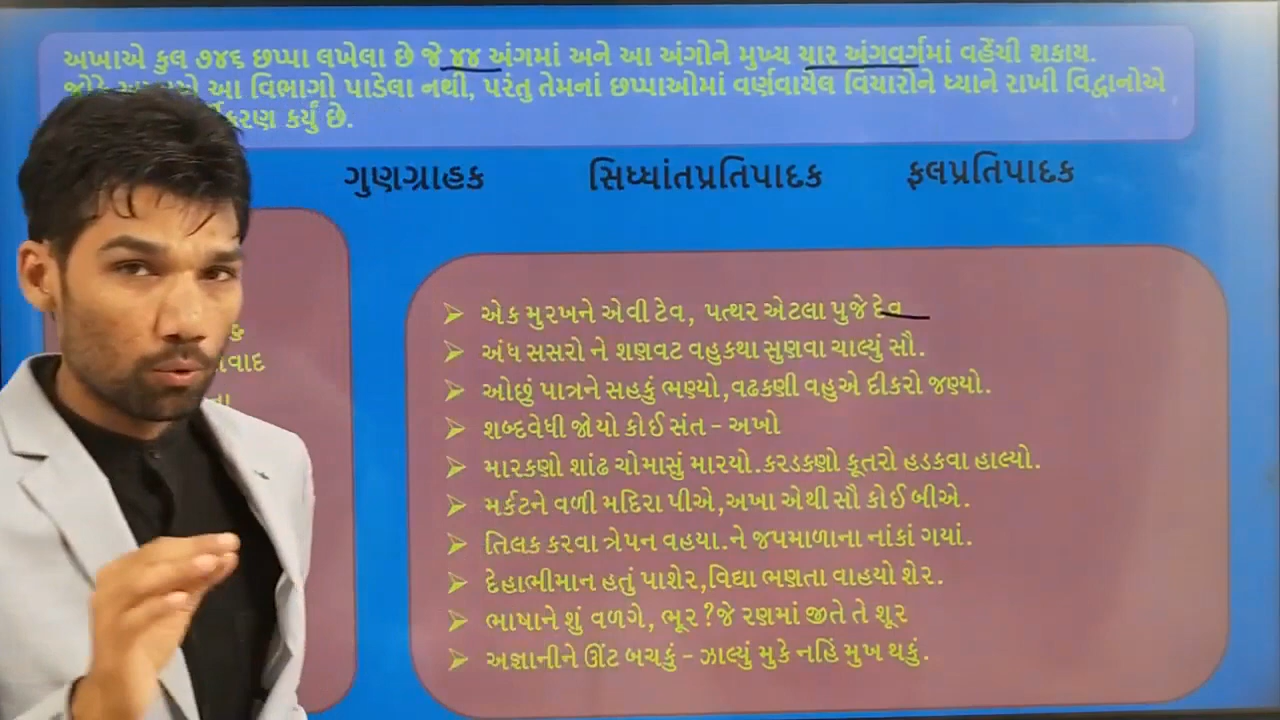 અખાએ કુલ ૭૪૬ છપ્પા લખેલા છે જે ૪૪ અંગમાં અને આ અંગોને મુખ્ય ચાર અંગવર્ગમાં વહેંચી શકાય.
આ વિભાગો પાડેલા નથી, પરંતુ તેમનાં છપ્પાઓમાં વર્ણવાયેલ વિચારોને ધ્યાને રાખી વિદ્વાનોએ
કર્યું છે.
ગુણગ્રાહક સિધ્ધાંતપ્રતિપાદક ફલપ્રતિપાદક
➢ એક મુરખને એવી ટેવ, પત્થર એટલા પુજે દેવ
➢ અંધ સસરો ને શણવટ વહુકથા સુણવા ચાલ્યું સૌ.
➢ ઓછું પાત્રને સહકું ભણ્યો,વઢકણી વહુએ દીકરો જણ્યો.
➢ શબ્દવેધી જોયો કોઈ સંત - અખો
➢ મારકણો શાંઢ ચોમાસું મારયો.કરડકણો કૂતરો હડકવા હાલ્યો.
➢ મર્કટને વળી મદિરા પીએ,અખા એથી સૌ કોઈ બીએ.
➢ તિલક કરવા ત્રેપન વહયા.ને જપમાળાના નાંકાં ગયાં.
➢ દેહાભીમાન હતું પાશેર,વિદ્યા ભણતા વાહયો શેર.
➢ ભાષાને શું વળગે, ભૂર?જે રણમાં જીતે તે શૂર
➢ અજ્ઞાનીને ઊંટ બચકું - ઝાલ્યું મુકે નહિં મુખ થકું.